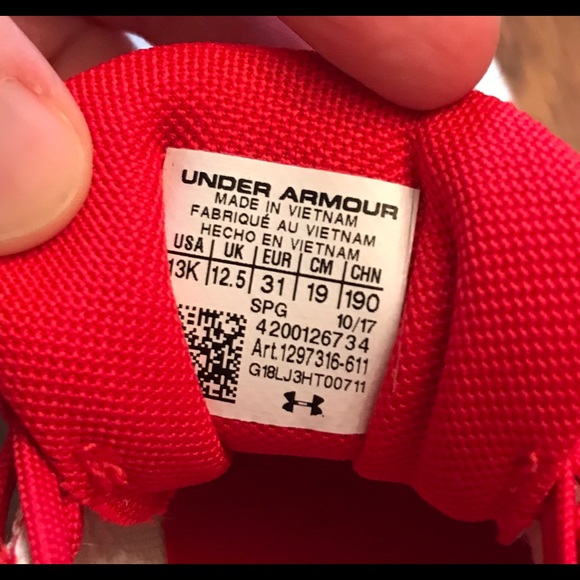 UNDER ARMOUR
MADE IN VIETNAM
FABRIQUÉ AU VIETNAM
HECHO EN VIETNAM
USA | UK | EUR | CM | CHN
13K | 12.5 | 31 | 19 | 190
SPG 10/17
4200126734
Art.1297316-611
G18LJ3HT00711